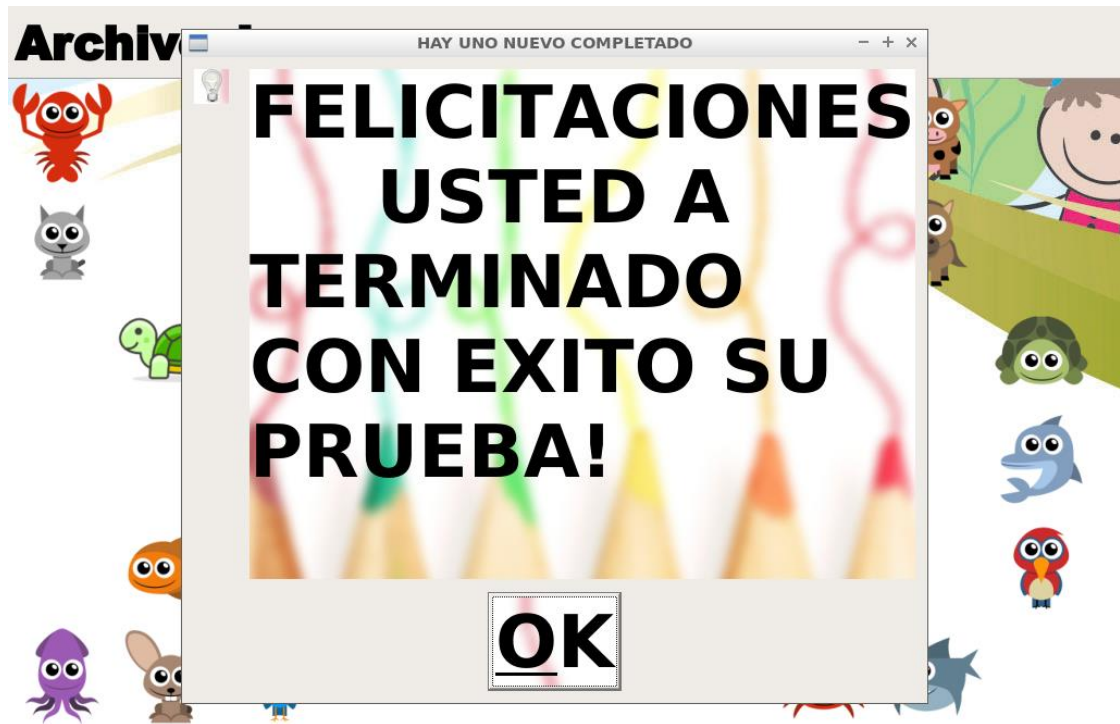 HAY UNO NUEVO COMPLETADO
FELICITACIONES
USTED A
TERMINADO
CON EXITO SU
PRUEBA!
OK